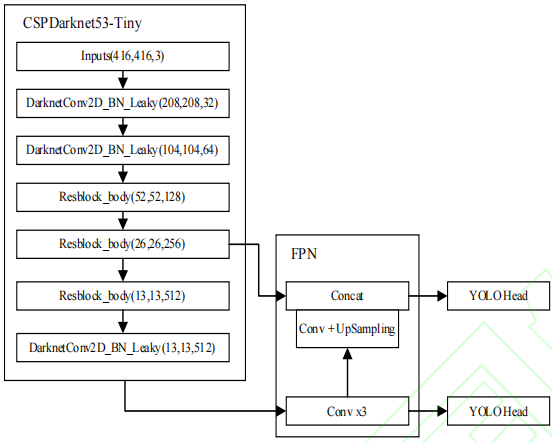 CSPDarknet53-Tiny
Inputs(416,416,3)
DarknetConv2D_BN_Leaky(208,208,32)
DarknetConv2D_BN_Leaky(104,104,64)
Resblock_body(52,52,128)
Resblock_body(26,26,256)
Resblock_body(13,13,512)
DarknetConv2D_BN_Leaky(13,13,512)
FPN
Concat
Conv + UpSampling
Conv x3
YOLO Head
YOLO Head